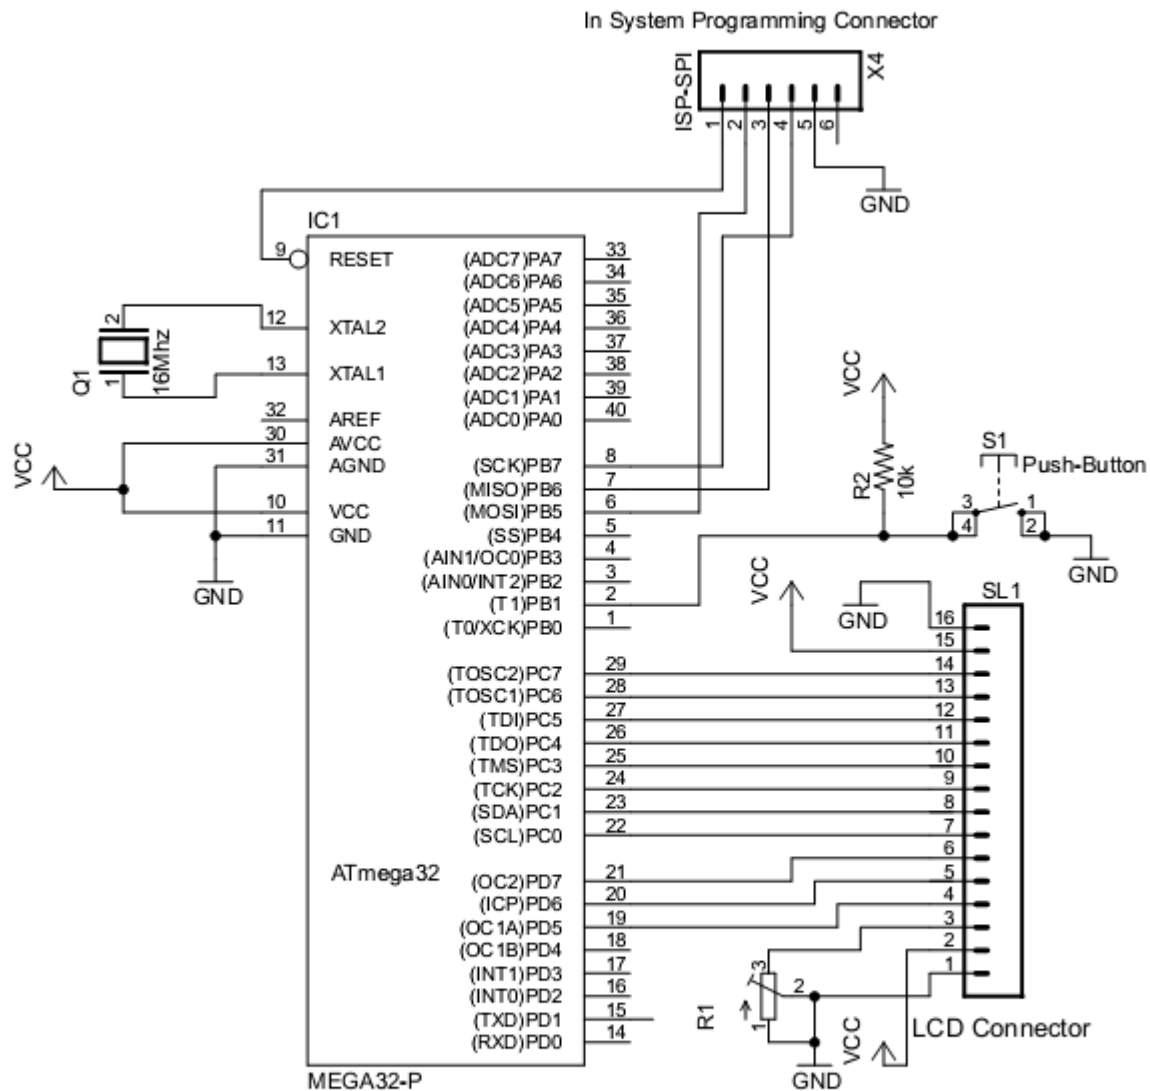 In System Programming Connector
ISP-SPI
X4
1 2 3 4 5 6
GND
IC1
9 RESET
(ADC7)PA7 33
(ADC6)PA6 34
(ADC5)PA5 35
2
12 XTAL2
(ADC4)PA4 36
Q1
16Mhz
(ADC3)PA3 37
1
13 XTAL1
(ADC2)PA2 38
(ADC1)PA1 39
32 AREF
(ADC0)PA0 40
VCC
30 AVCC
31 AGND
(SCK)PB7 8
(MISO)PB6 7
10 VCC
(MOSI)PB5 6
11 GND
(SS)PB4 5
(AIN1/OC0)PB3 4
(AIN0/INT2)PB2 3
GND
(T1)PB1 2
(T0/XCK)PB0 1
VCC
R2
10k
S1
Push-Button
3 1
4 2
GND
VCC
GND
SL1
16
15
(TOSC2)PC7 29 14
(TOSC1)PC6 28 13
(TDI)PC5 27 12
(TDO)PC4 26 11
(TMS)PC3 25 10
(TCK)PC2 24 9
(SDA)PC1 23 8
(SCL)PC0 22 7
6
ATmega32
(OC2)PD7 21 5
(ICP)PD6 20 4
(OC1A)PD5 19 3
(OC1B)PD4 18 2
(INT1)PD3 17 1
(INT0)PD2 16
(TXD)PD1 15
(RXD)PD0 14
R1
3
2
1
GND
VCC
LCD Connector
MEGA32-P